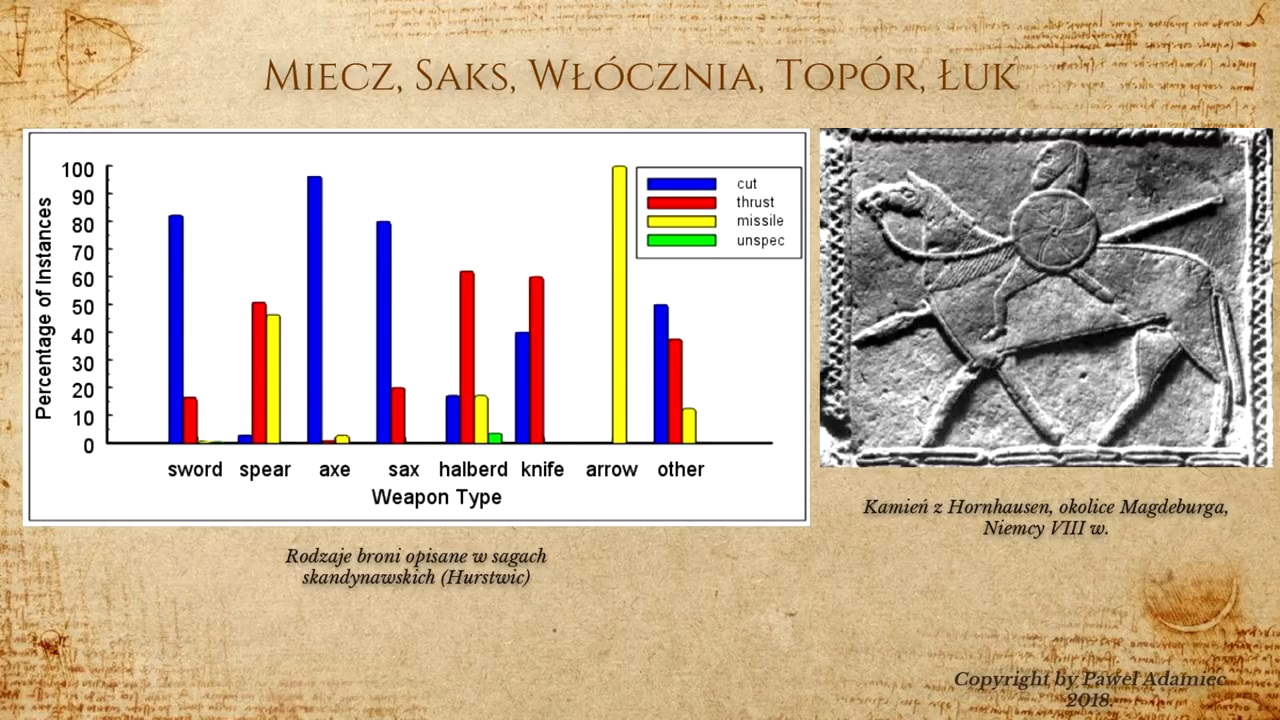 Miecz, Saks, Włócznia, Topór, Łuk
Percentage of Instances
100
90
80
70
60
50
40
30
20
10
0
cut
thrust
missile
unspec
sword spear axe sax halberd knife arrow other
Weapon Type
Rodzaje broni opisane w sagach
skandynawskich (Hurstwic)
Kamień z Hornhausen, okolice Magdeburga,
Niemcy VIII w.
Copyright by Paweł Adamiec
2018.